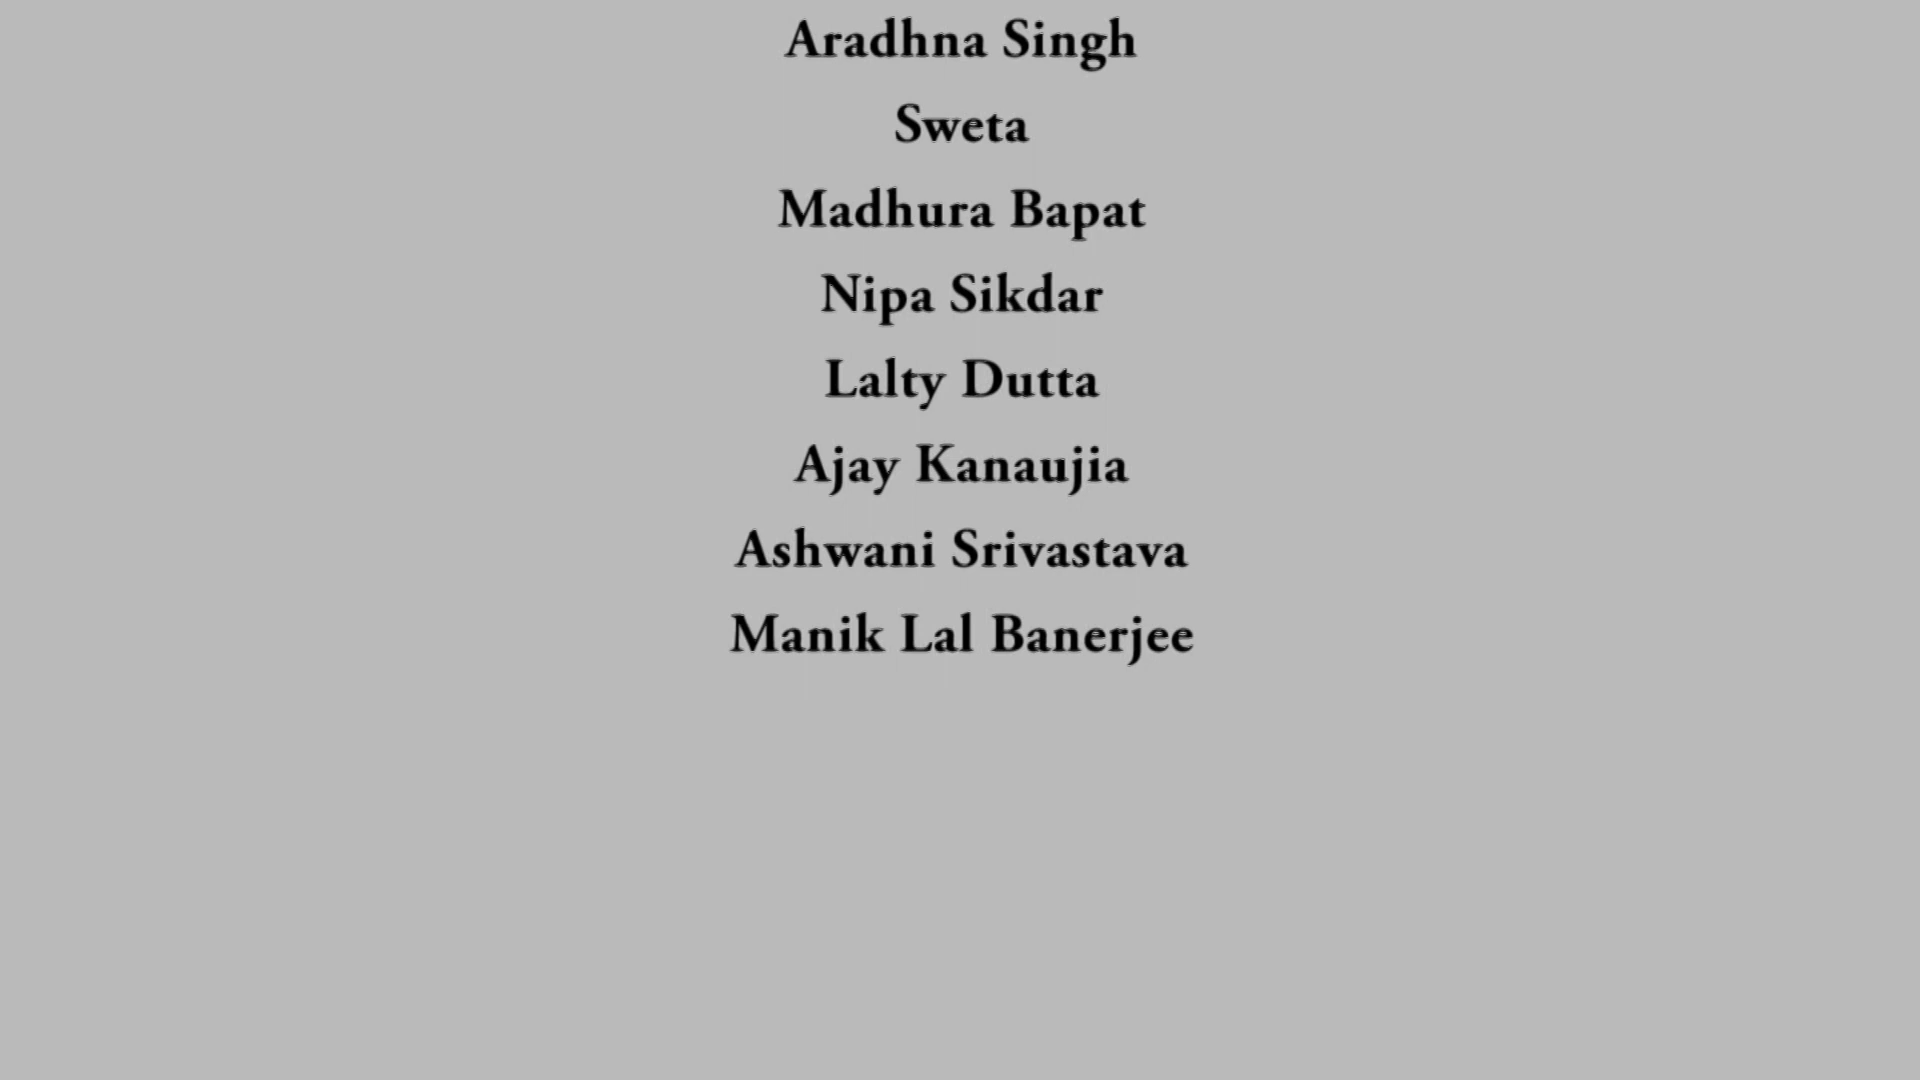 Aradhna Singh
Sweta
Madhura Bapat
Nipa Sikdar
Lalty Dutta
Ajay Kanaujia
Ashwani Srivastava
Manik Lal Banerjee